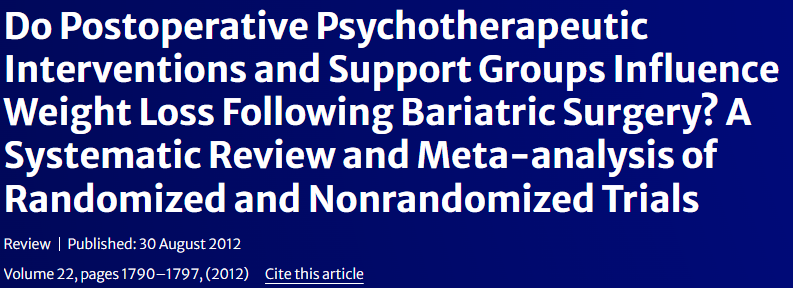 Do Postoperative Psychotherapeutic
Interventions and Support Groups Influence
Weight Loss Following Bariatric Surgery? A
Systematic Review and Meta-analysis of
Randomized and Nonrandomized Trials
Review | Published: 30 August 2012
Volume 22, pages 1790–1797, (2012) Cite this article